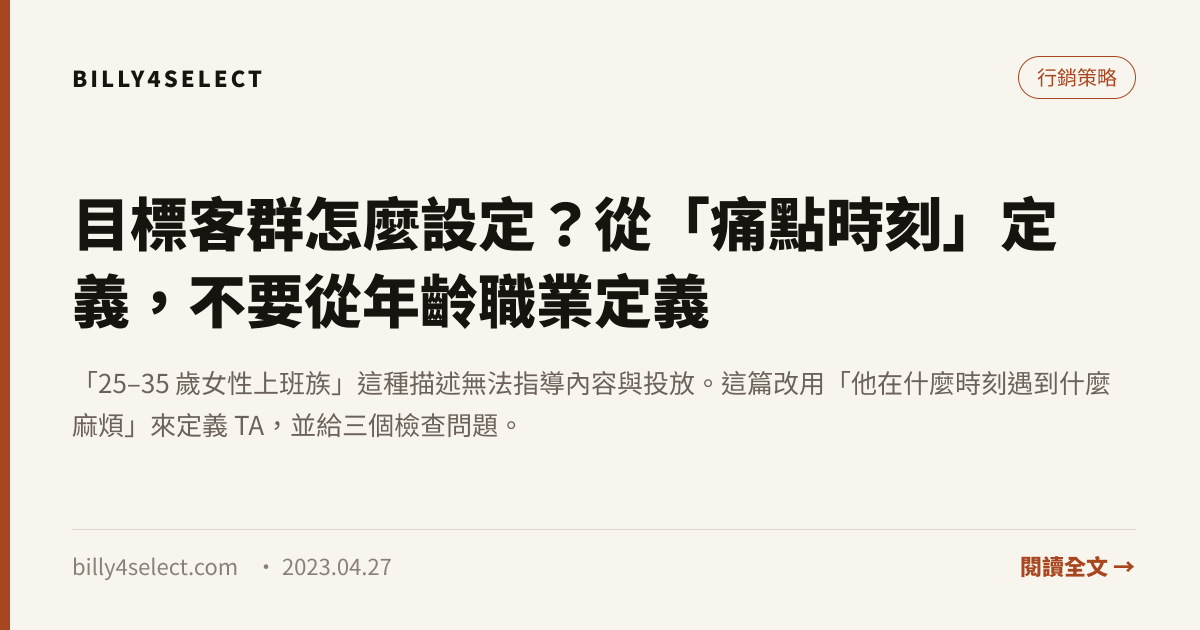 BILLY4SELECT
行銷策略
目標客群怎麼設定？從「痛點時刻」定
義，不要從年齡職業定義
「25–35 歲女性上班族」這種描述無法指導內容與投放。這篇改用「他在什麼時刻遇到什麼
麻煩」來定義 TA，並給三個檢查問題。
billy4select.com ・ 2023.04.27
閱讀全文 →